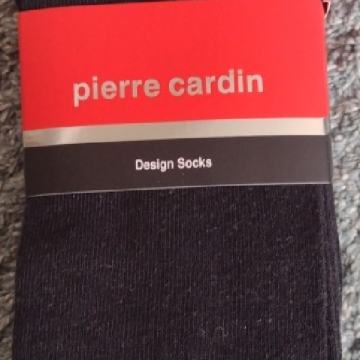 pierre cardin
Design Socks